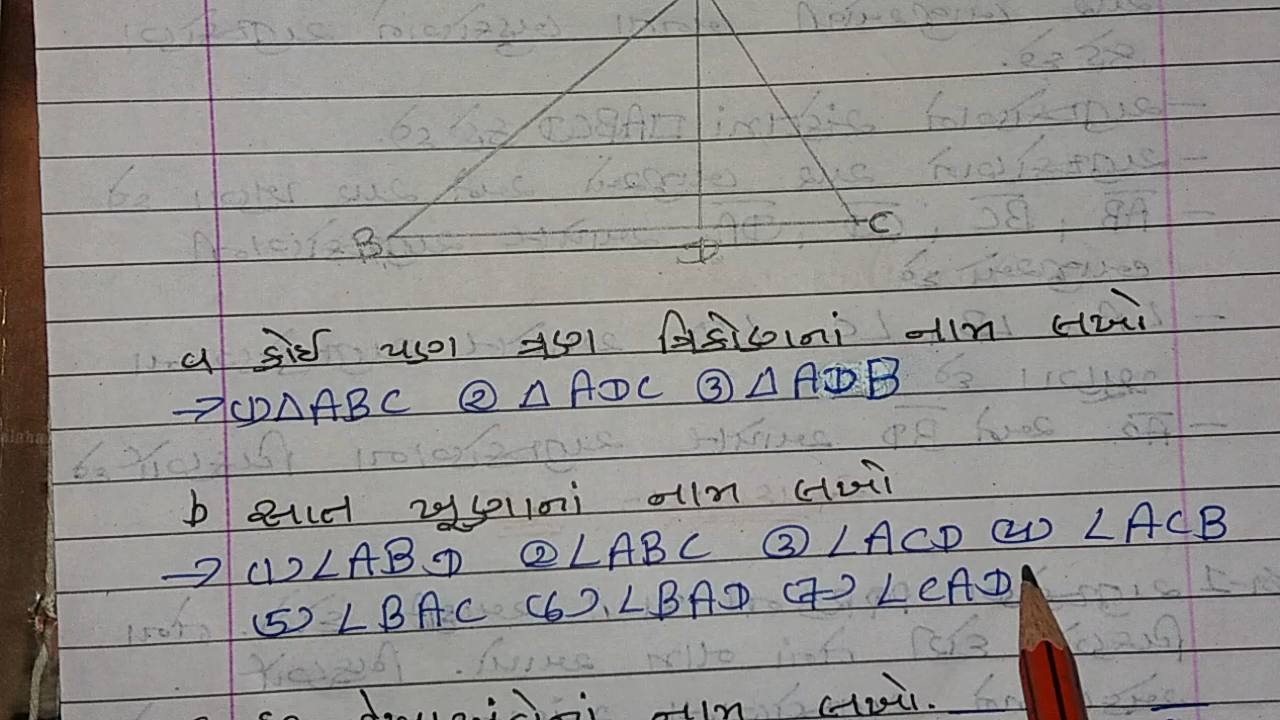 B
D
C
a કોઈ પણ ત્રણ ત્રિકોણનાં નામ લખો
→ (1) △ABC ② △ ADC ③ △ ADB
b સાત ખૂણાનાં નામ લખો
→ (1) ∠ABD ② ∠ABC ③ ∠ACD (4) ∠ACB
(5) ∠BAC (6) ∠BAD (7) ∠CAD
નામ લખો.